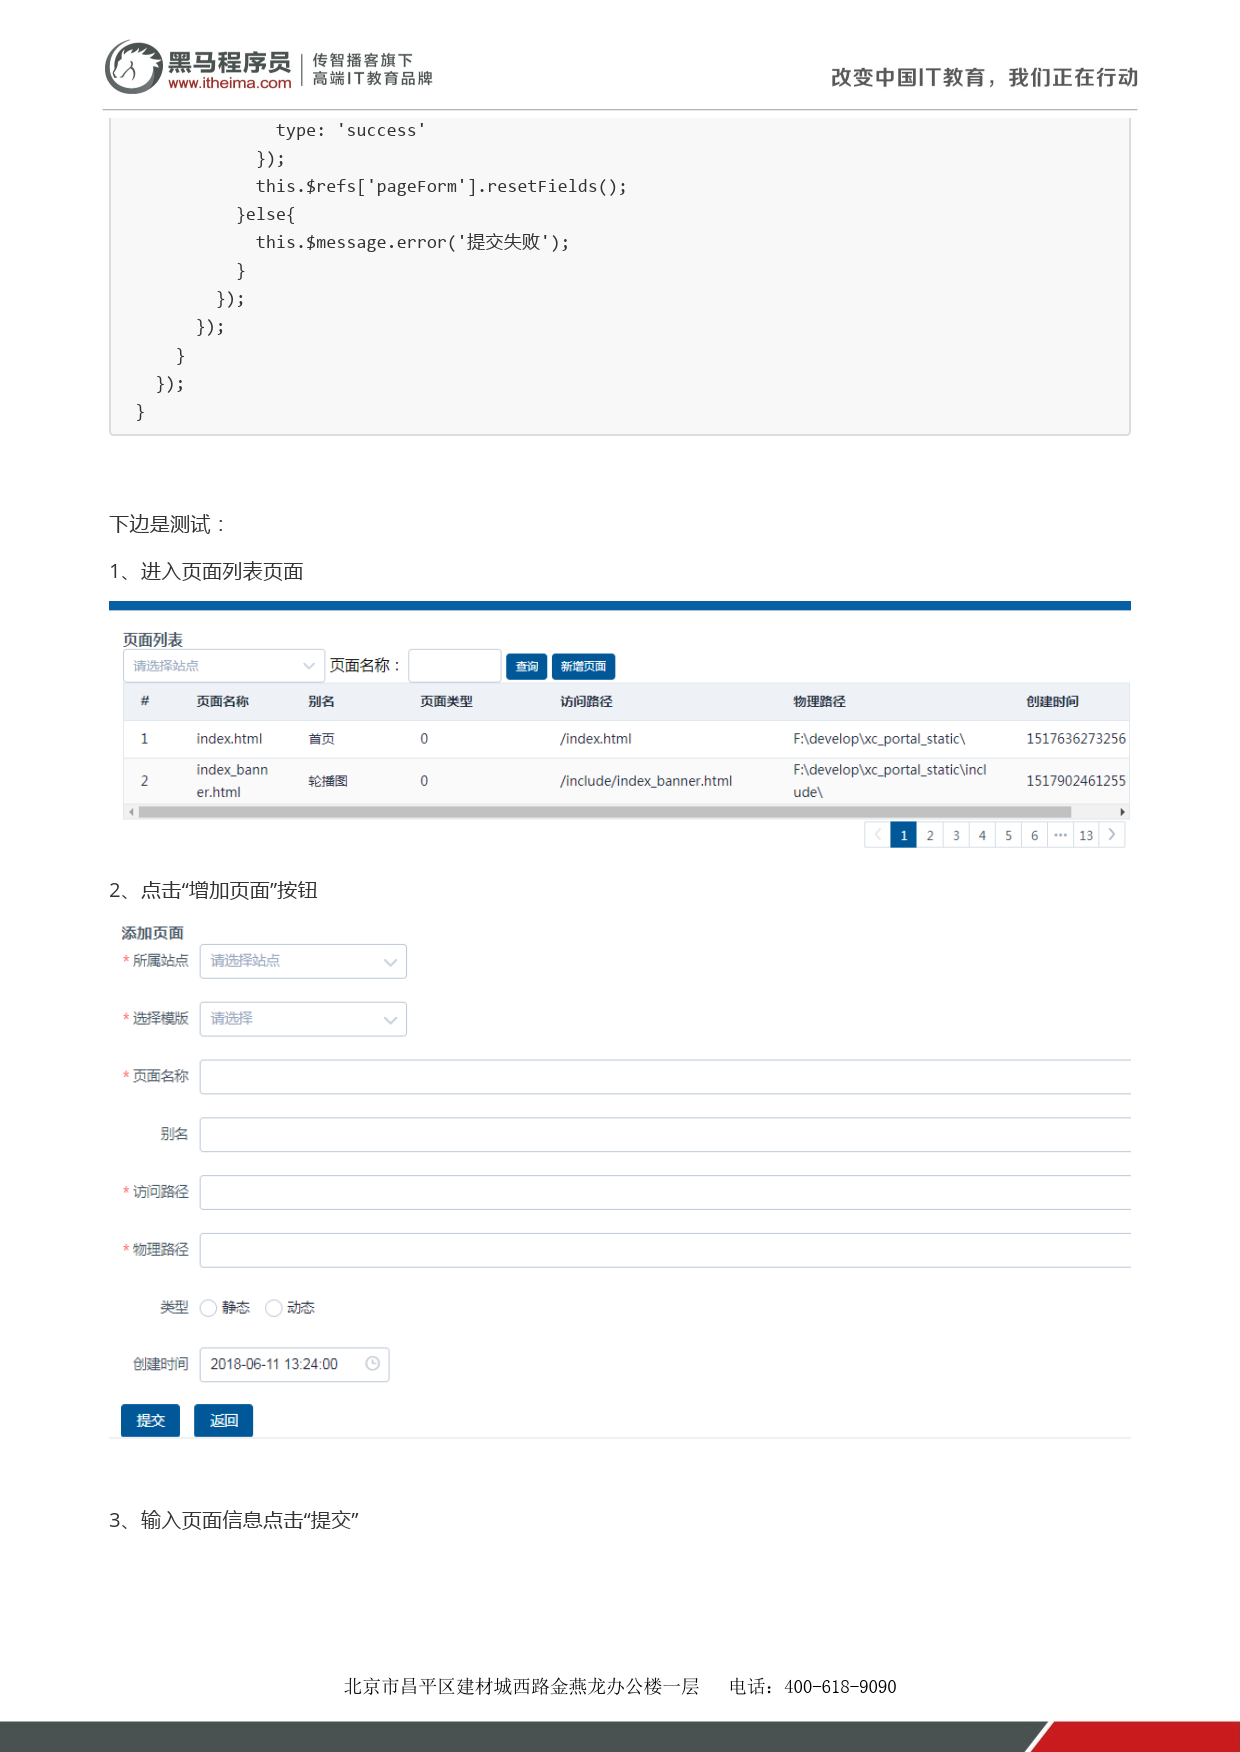 黑马程序员
www.itheima.com
传智播客旗下
高端IT教育品牌
改变中国IT教育，我们正在行动
type: 'success'
});
this.$refs['pageForm'].resetFields();
}else{
this.$message.error('提交失败');
}
});
});
}
});
}
下边是测试：
1、进入页面列表页面
页面列表
请选择站点 页面名称： 查询 新增页面
# 页面名称 别名 页面类型 访问路径 物理路径 创建时间
1 index.html 首页 0 /index.html F:\develop\xc_portal_static\ 1517636273256
2 index_bann
er.html 轮播图 0 /include/index_banner.html F:\develop\xc_portal_static\incl
ude\ 1517902461255
1 2 3 4 5 6 ··· 13
2、点击“增加页面”按钮
添加页面
* 所属站点 请选择站点
* 选择模版 请选择
* 页面名称
别名
* 访问路径
* 物理路径
类型 静态 动态
创建时间 2018-06-11 13:24:00
提交 返回
3、输入页面信息点击“提交”
北京市昌平区建材城西路金燕龙办公楼一层 电话：400-618-9090